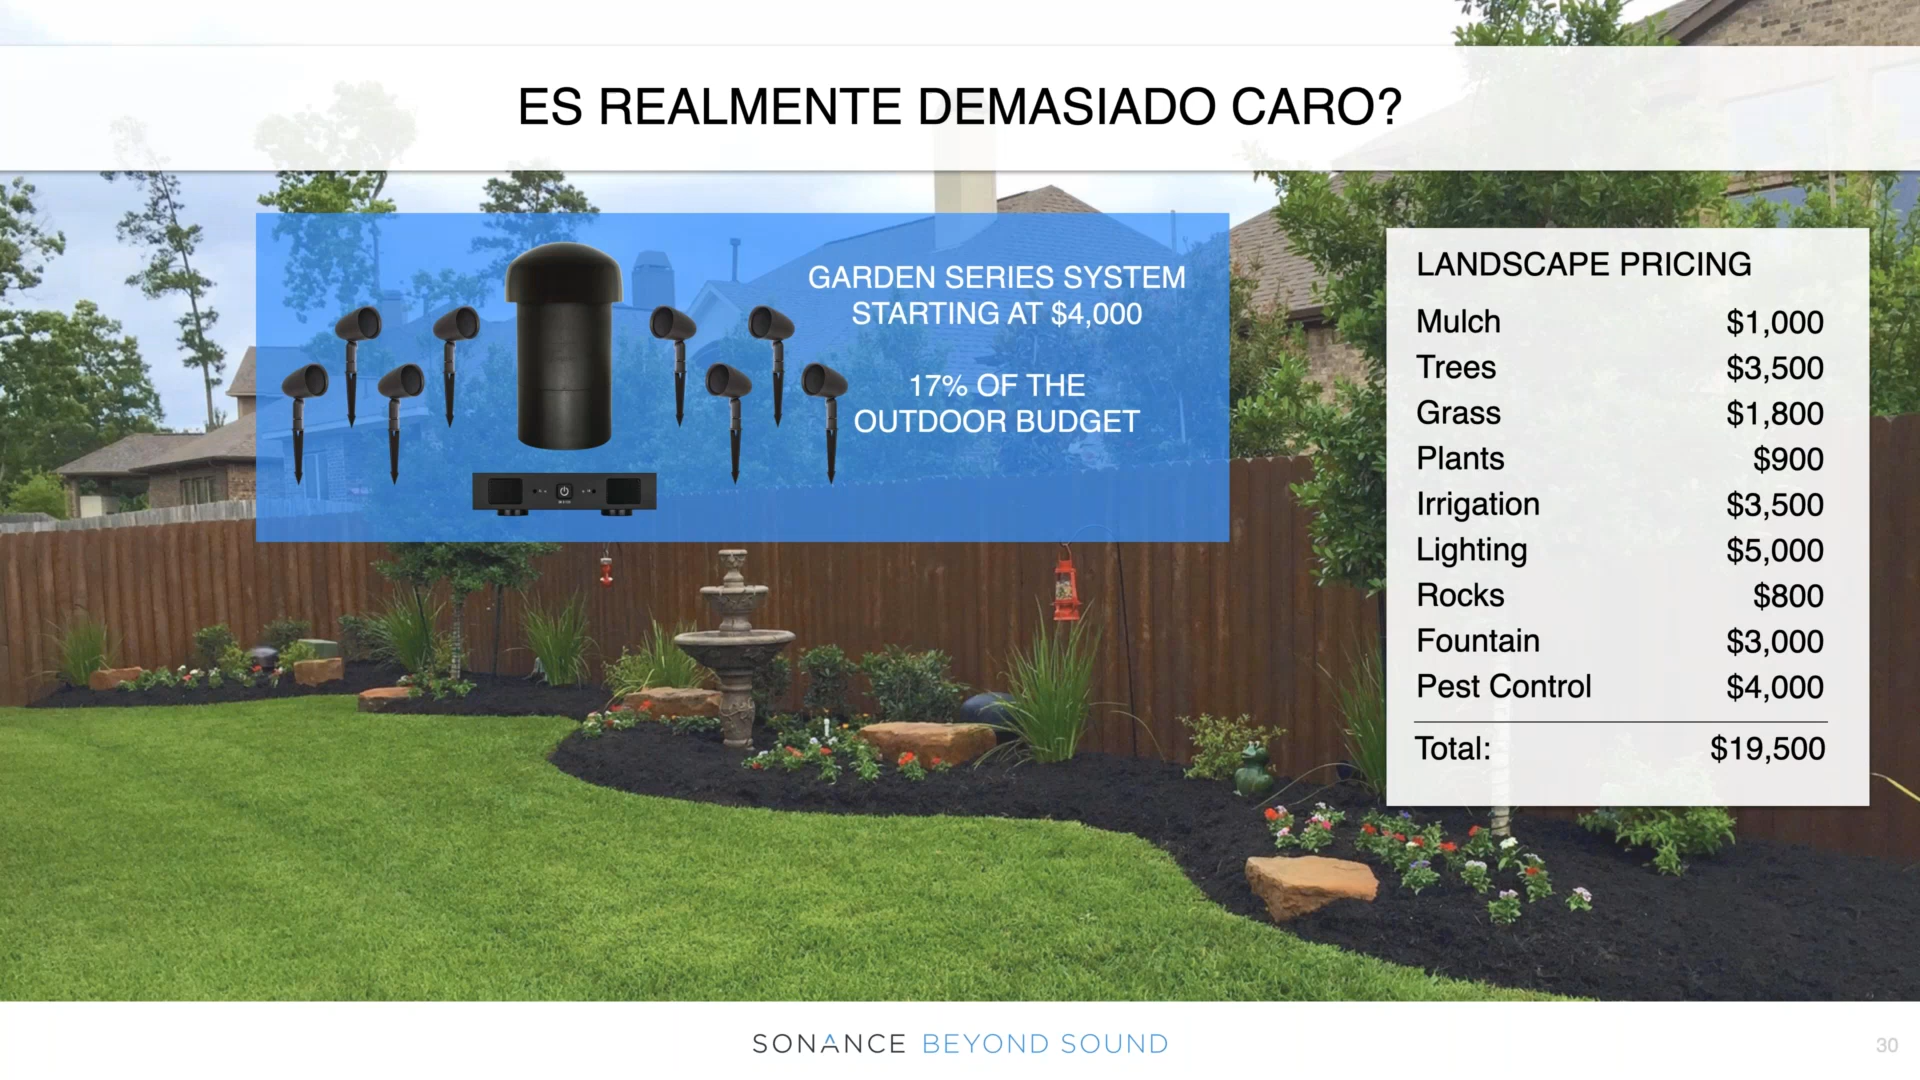 ES REALMENTE DEMASIADO CARO?
GARDEN SERIES SYSTEM
STARTING AT $4,000
17% OF THE
OUTDOOR BUDGET
LANDSCAPE PRICING
Mulch $1,000
Trees $3,500
Grass $1,800
Plants $900
Irrigation $3,500
Lighting $5,000
Rocks $800
Fountain $3,000
Pest Control $4,000
Total: $19,500
SONANCE BEYOND SOUND
30